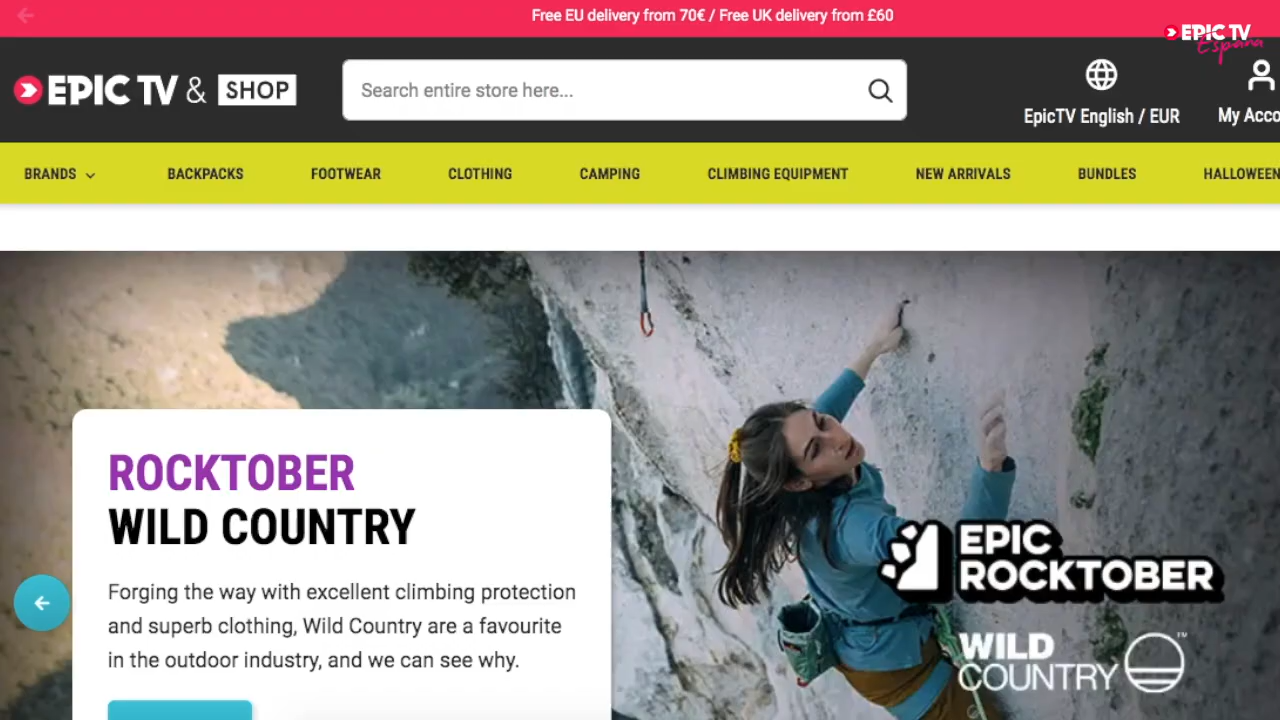 Free EU delivery from 70€ / Free UK delivery from £60
EPIC TV
España
EPIC TV & SHOP
Search entire store here...
EpicTV English / EUR
My Acco
BRANDS
BACKPACKS
FOOTWEAR
CLOTHING
CAMPING
CLIMBING EQUIPMENT
NEW ARRIVALS
BUNDLES
HALLOWEEN
ROCKTOBER
WILD COUNTRY
Forging the way with excellent climbing protection
and superb clothing, Wild Country are a favourite
in the outdoor industry, and we can see why.
EPIC
ROCKTOBER
WILD
COUNTRY™